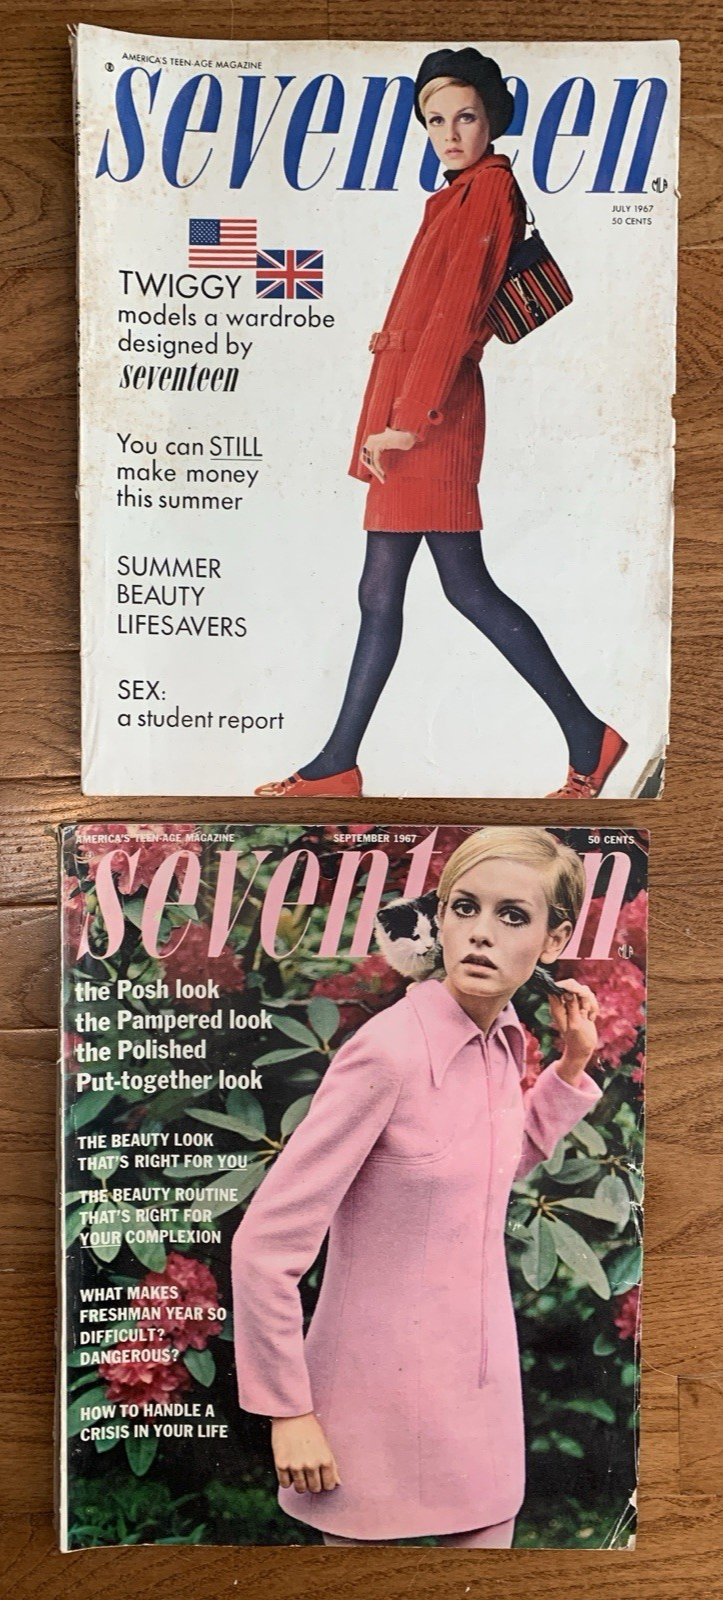 AMERICA'S TEEN-AGE MAGAZINE
seventeen
MLA
JULY 1967
50 CENTS
TWIGGY
models a wardrobe
designed by
seventeen
You can STILL
make money
this summer
SUMMER
BEAUTY
LIFESAVERS
SEX:
a student report
AMERICA'S TEEN-AGE MAGAZINE SEPTEMBER 1967 50 CENTS
seventeen
MLA
the Posh look
the Pampered look
the Polished
Put-together look
THE BEAUTY LOOK
THAT'S RIGHT FOR YOU
THE BEAUTY ROUTINE
THAT'S RIGHT FOR
YOUR COMPLEXION
WHAT MAKES
FRESHMAN YEAR SO
DIFFICULT?
DANGEROUS?
HOW TO HANDLE A
CRISIS IN YOUR LIFE